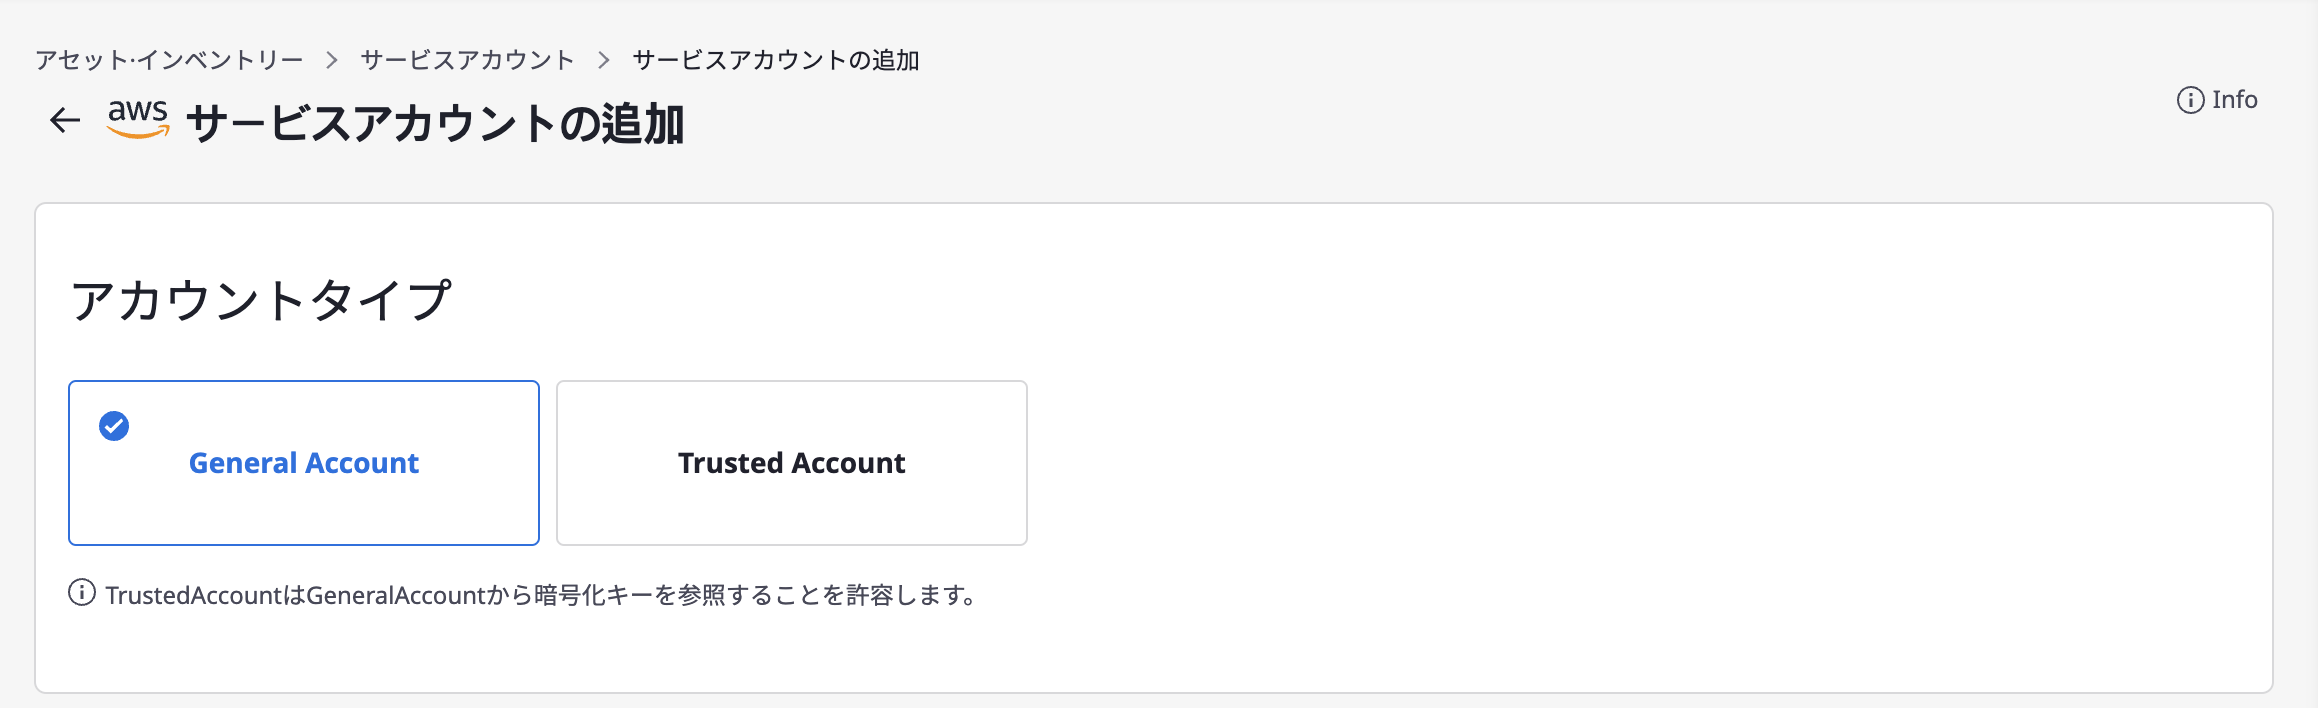 アセット·インベントリー > サービスアカウント > サービスアカウントの追加
Info
aws サービスアカウントの追加
アカウントタイプ
General Account
Trusted Account
TrustedAccountはGeneralAccountから暗号化キーを参照することを許容します。